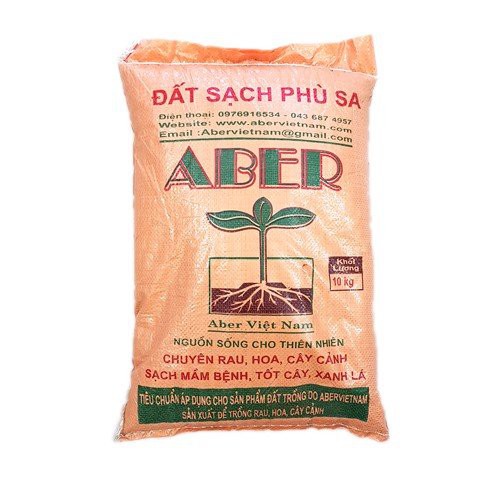 ĐẤT SẠCH PHÙ SA
Điện thoại: 0976916534 - 043 687 4957
Website: www.abervietnam.com
Email :Abervietnam@gmail.com
ABER
Khối
Lượng
10 kg
Aber Việt Nam
NGUỒN SỐNG CHO THIÊN NHIÊN
CHUYÊN RAU, HOA, CÂY CẢNH
SẠCH MẦM BỆNH, TỐT CÂY, XANH LÁ
TIÊU CHUẨN ÁP DỤNG CHO SẢN PHẨM ĐẤT TRỒNG DO ABERVIETNAM
SẢN XUẤT ĐỂ TRỒNG RAU, HOA, CÂY CẢNH